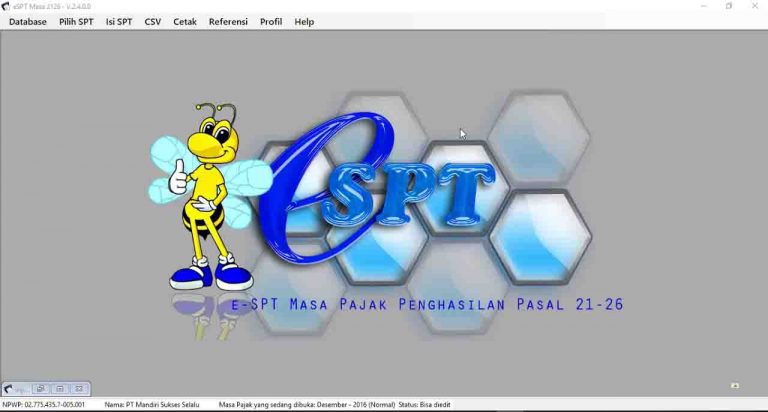 eSPT Masa 2126 - V.2.4.0.0
Database Pilih SPT Isi SPT CSV Cetak Referensi Profil Help
eSPT
e-SPT Masa Pajak Penghasilan Pasal 21-26
NPWP: 02.775.435.7-005.001 Nama: PT Mandiri Sukses Selalu Masa Pajak yang sedang dibuka: Desember - 2016 (Normal) Status: Bisa diedit